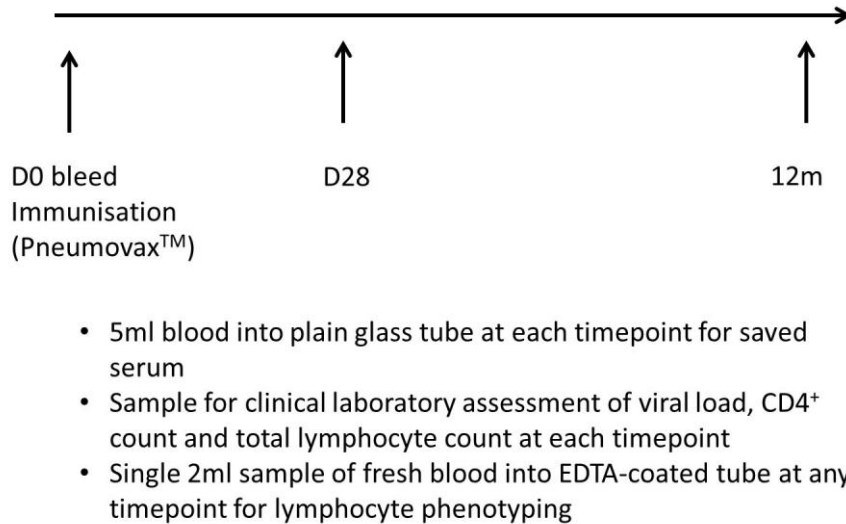 D0 bleed
Immunisation
(Pneumovax™)
D28
12m
• 5ml blood into plain glass tube at each timepoint for saved
serum
• Sample for clinical laboratory assessment of viral load, CD4⁺
count and total lymphocyte count at each timepoint
• Single 2ml sample of fresh blood into EDTA-coated tube at any
timepoint for lymphocyte phenotyping